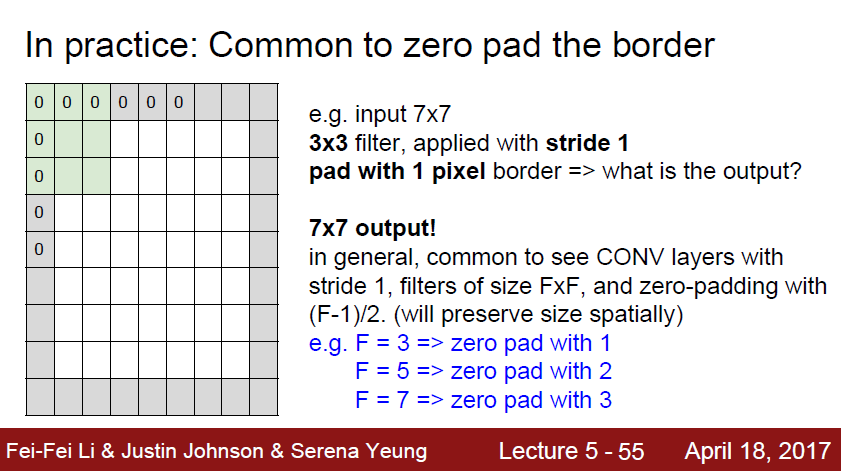 In practice: Common to zero pad the border
0 0 0 0 0 0
0
0
0
0
e.g. input 7x7
3x3 filter, applied with stride 1
pad with 1 pixel border => what is the output?
7x7 output!
in general, common to see CONV layers with
stride 1, filters of size FxF, and zero-padding with
(F-1)/2. (will preserve size spatially)
e.g. F = 3 => zero pad with 1
F = 5 => zero pad with 2
F = 7 => zero pad with 3
Fei-Fei Li & Justin Johnson & Serena Yeung Lecture 5 - 55 April 18, 2017